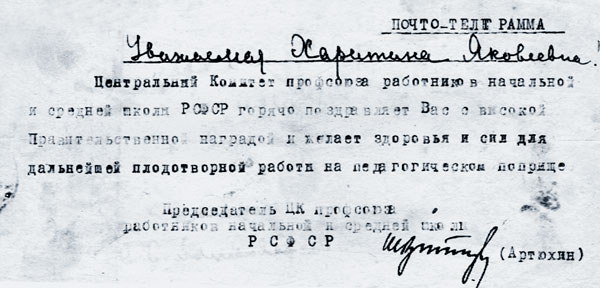 ПОЧТО-ТЕЛЕГРАММА
Уважаемая Харитина Яковлевна!
Центральний Комитет профсоюза работников начальной
и средней школы РСФСР горячо поздравляет Вас с высокой
Правительственной наградой и желает здоровья и сил для
дальнейшей плодотворной работы на педагогическом поприще
Председатель ЦК профсоюза
работников начальной и средней школы
РСФСР
(Артюхин)